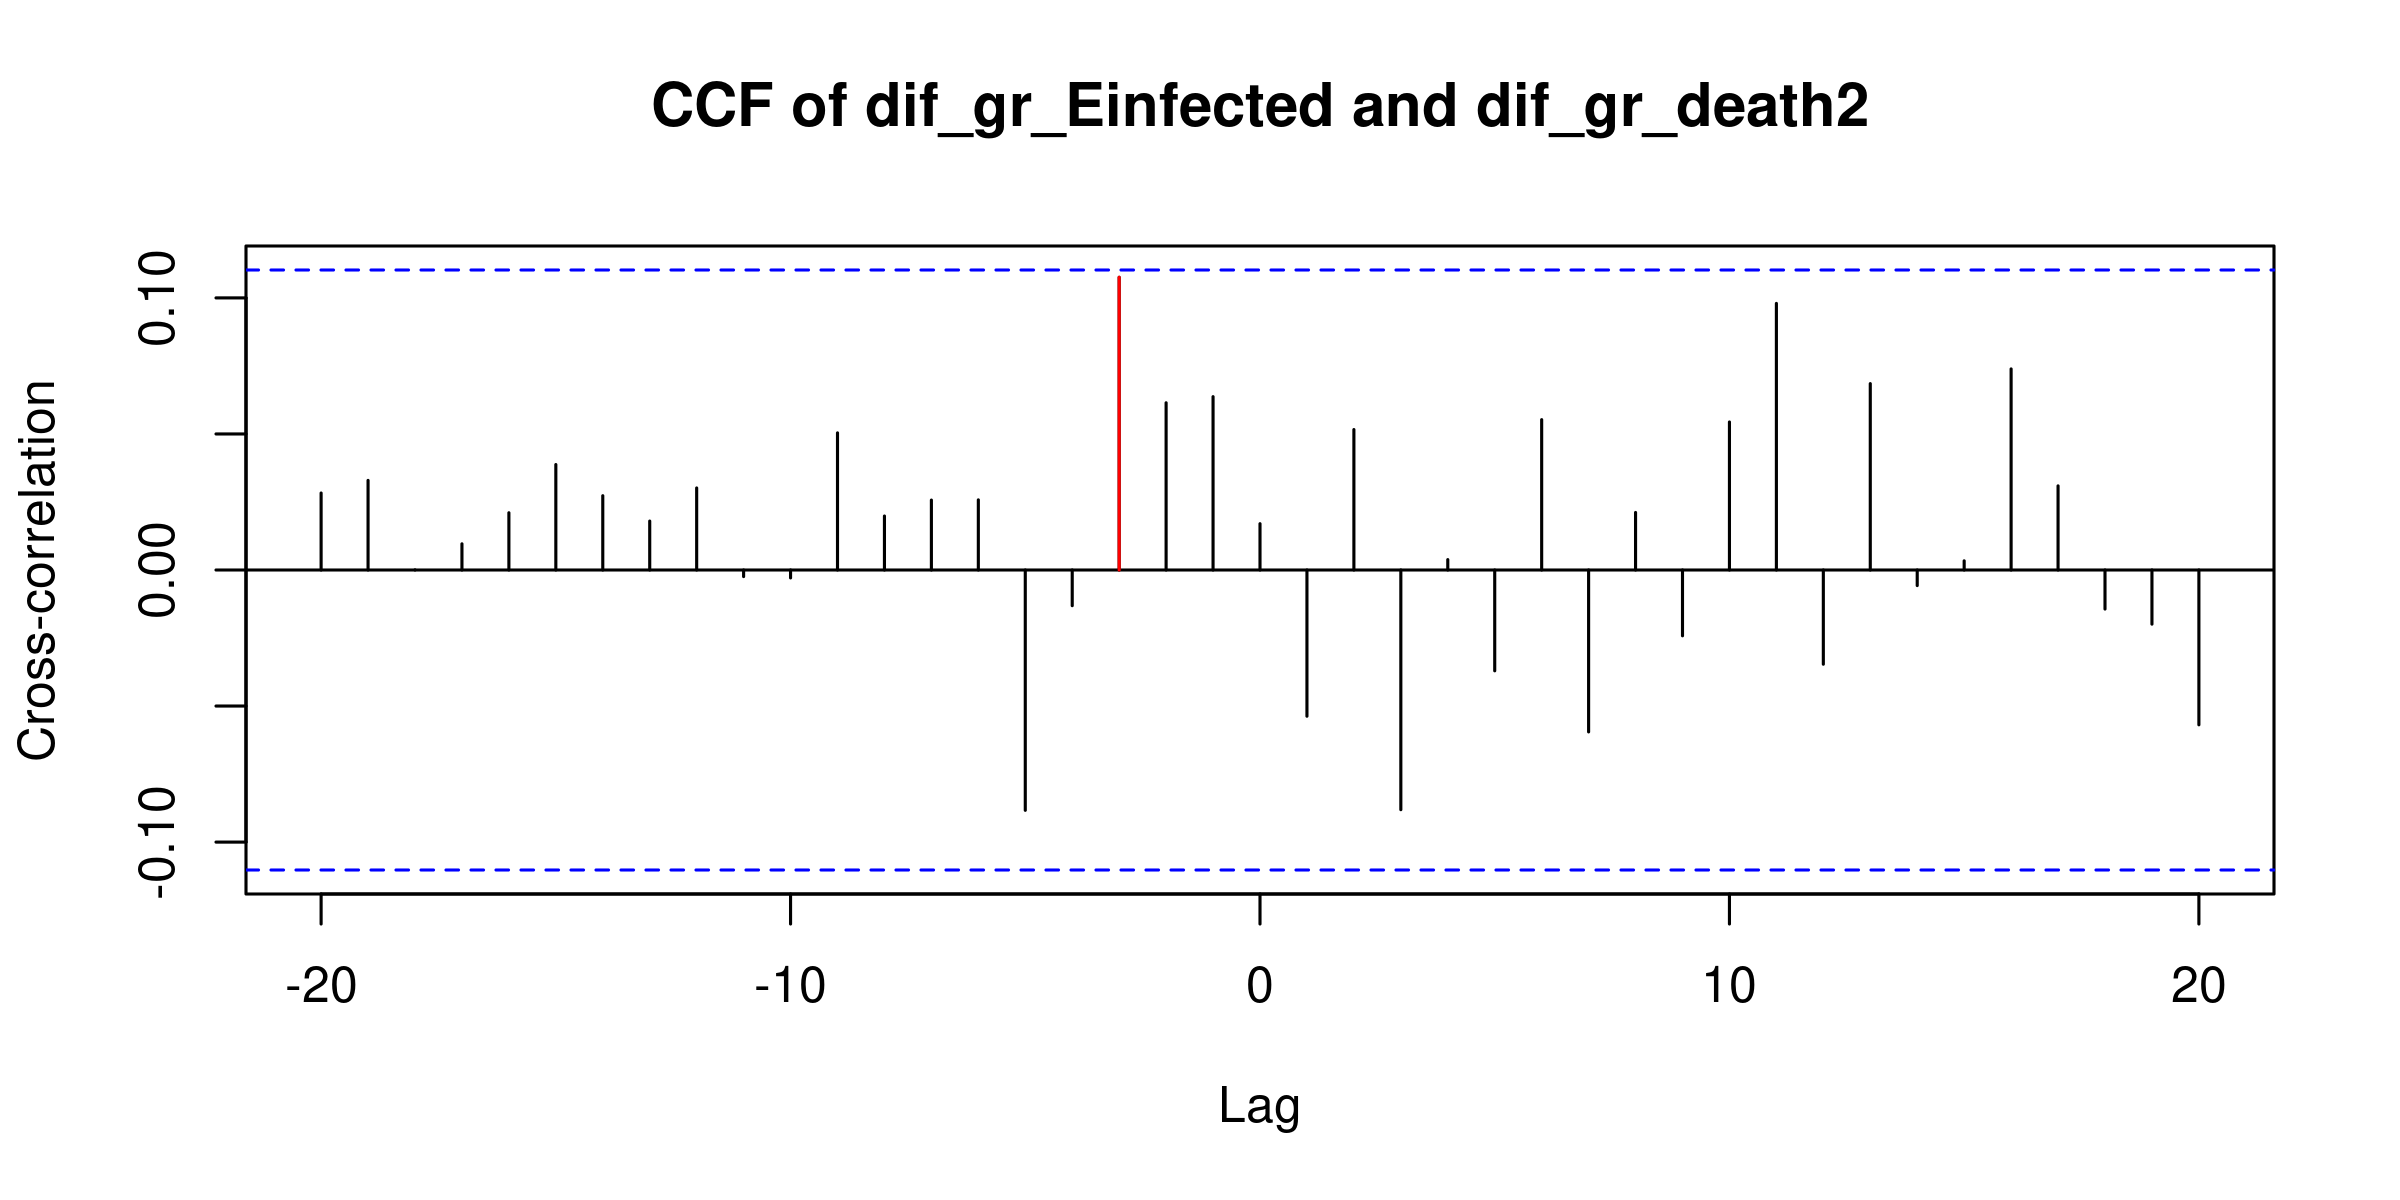 CCF of dif_gr_Einfected and dif_gr_death2
Cross-correlation
0.10
0.00
-0.10
-20
-10
0
10
20
Lag